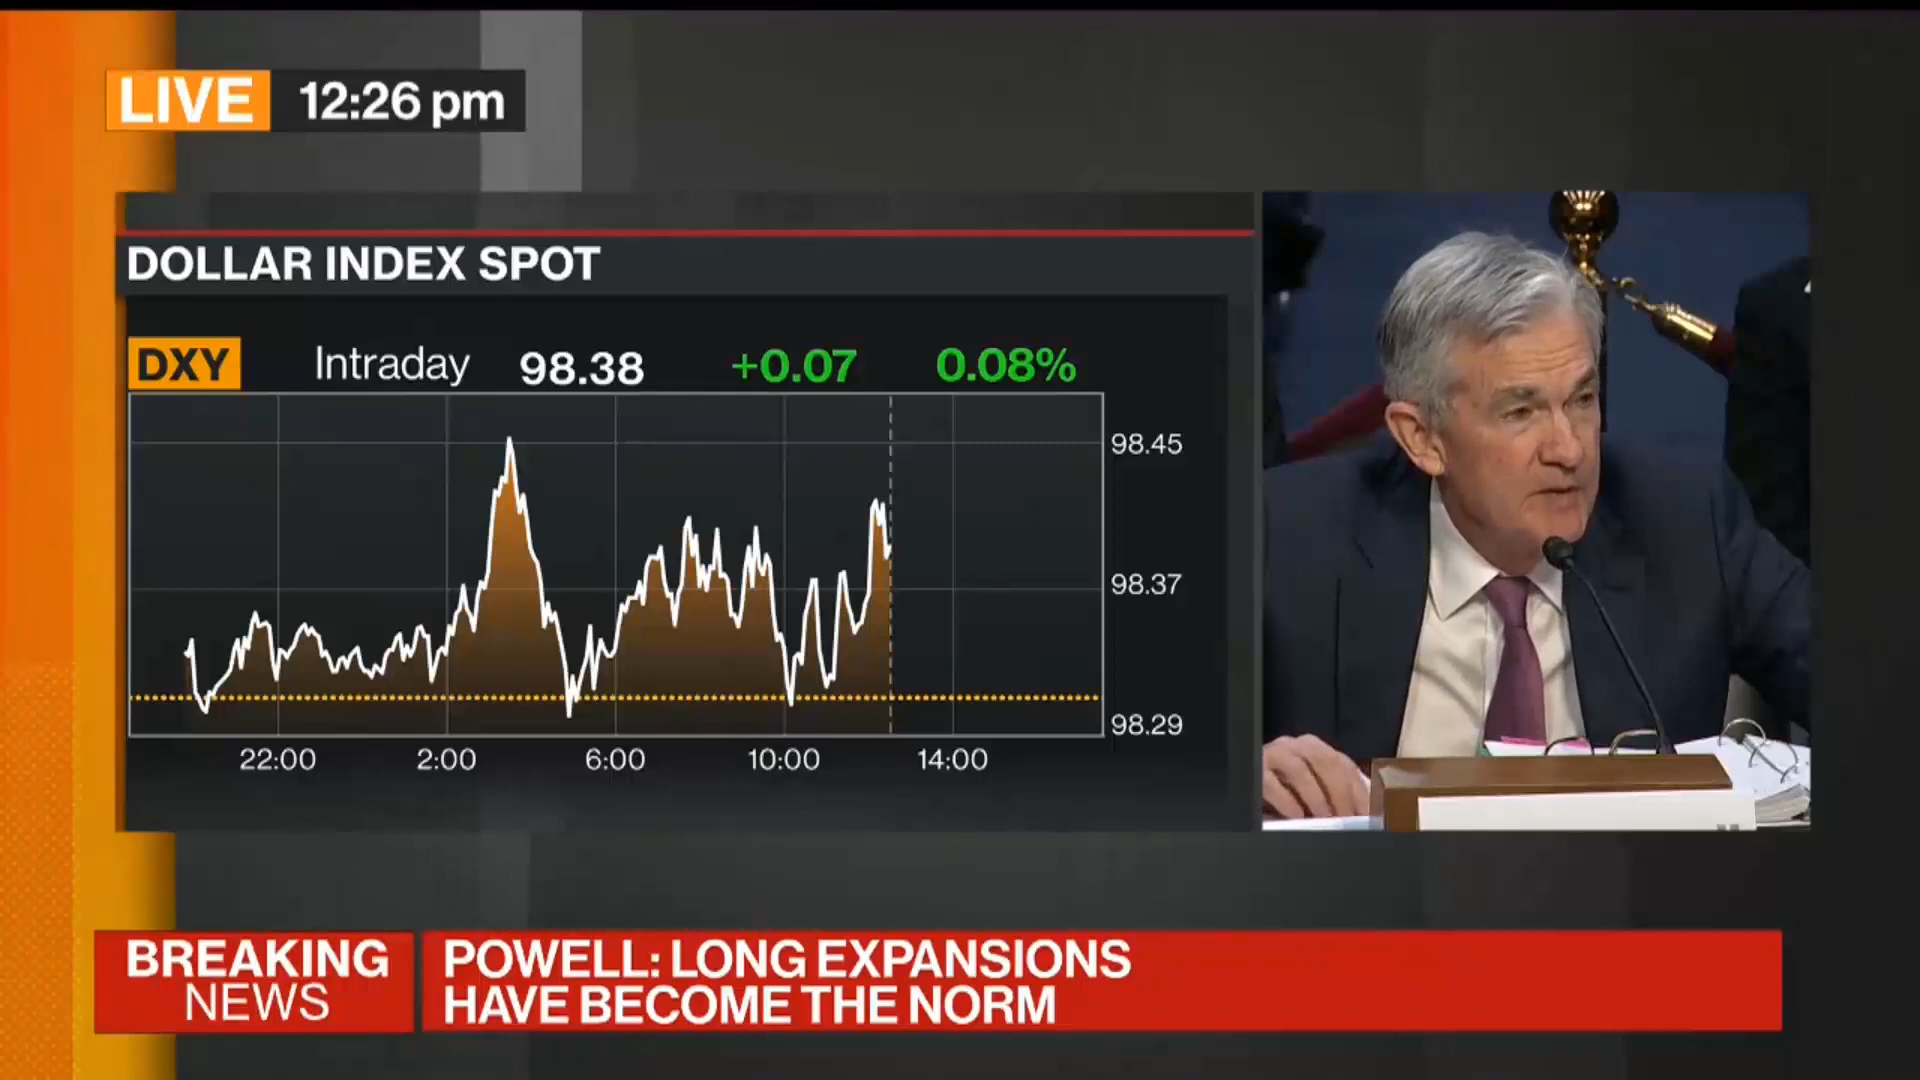 LIVE 12:26 pm
DOLLAR INDEX SPOT
DXY Intraday 98.38 +0.07 0.08%
98.45
98.37
98.29
22:00 2:00 6:00 10:00 14:00
BREAKING
NEWS
POWELL: LONG EXPANSIONS
HAVE BECOME THE NORM